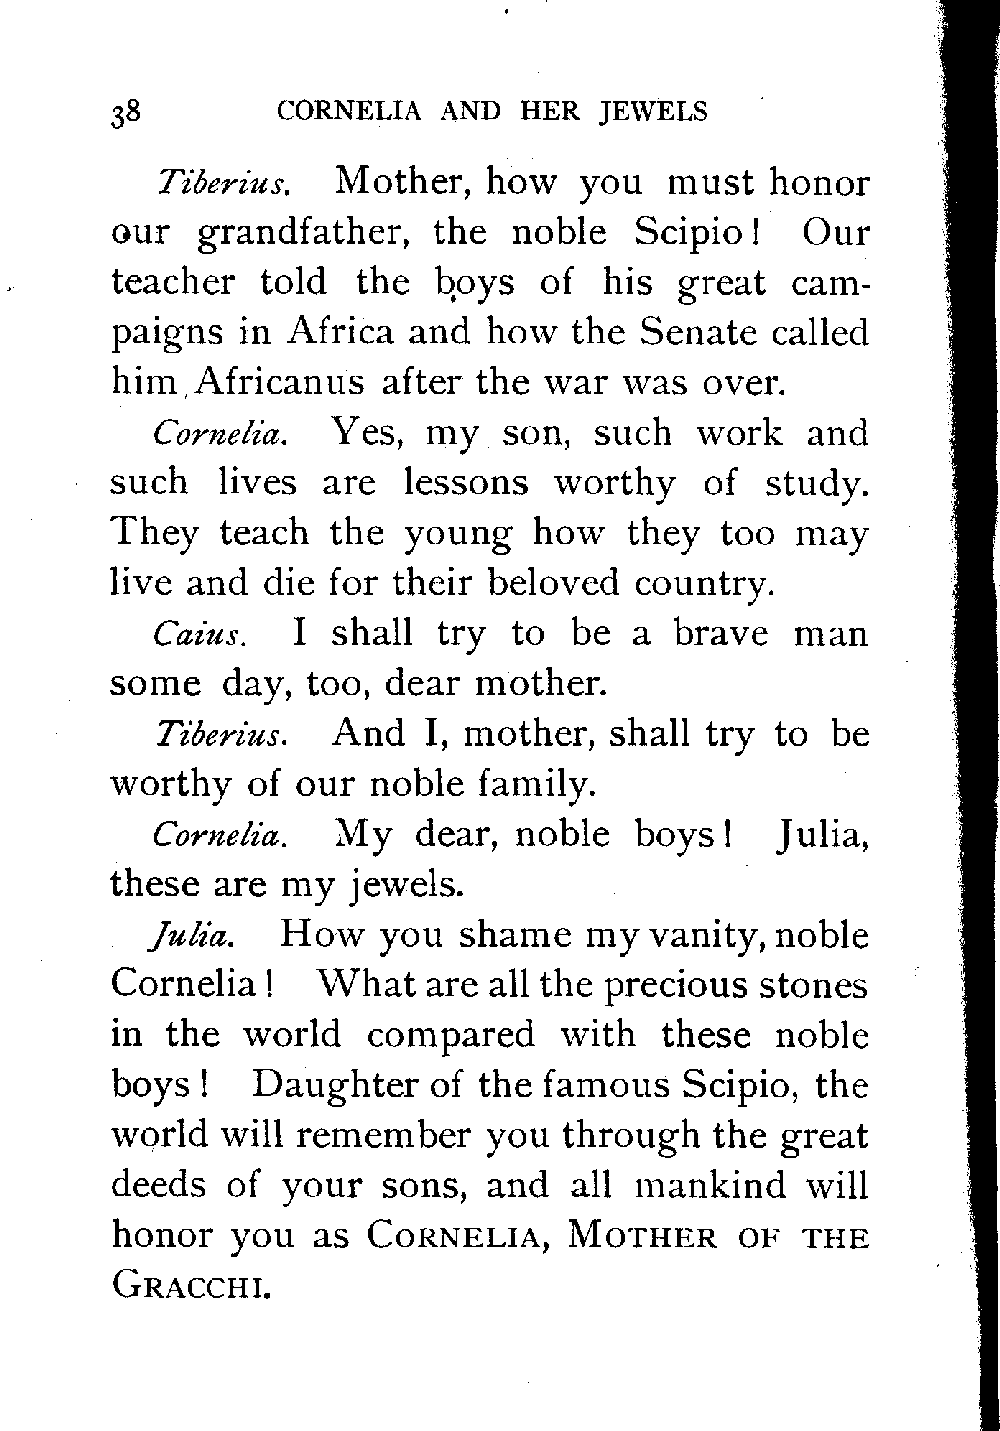 38 CORNELIA AND HER JEWELS
Tiberius. Mother, how you must honor
our grandfather, the noble Scipio! Our
teacher told the boys of his great cam-
paigns in Africa and how the Senate called
him Africanus after the war was over.
Cornelia. Yes, my son, such work and
such lives are lessons worthy of study.
They teach the young how they too may
live and die for their beloved country.
Caius. I shall try to be a brave man
some day, too, dear mother.
Tiberius. And I, mother, shall try to be
worthy of our noble family.
Cornelia. My dear, noble boys! Julia,
these are my jewels.
Julia. How you shame my vanity, noble
Cornelia! What are all the precious stones
in the world compared with these noble
boys! Daughter of the famous Scipio, the
world will remember you through the great
deeds of your sons, and all mankind will
honor you as CORNELIA, MOTHER OF THE
GRACCHI.